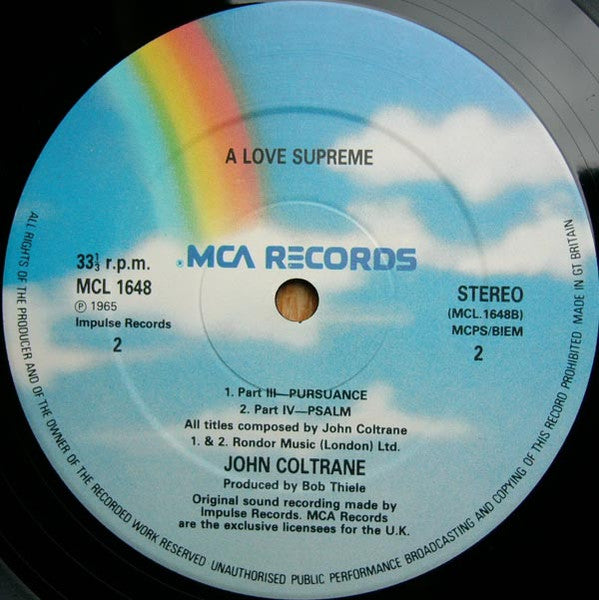 A LOVE SUPREME
®MCA RECORDS
33⅓ r.p.m.
MCL 1648
℗ 1965
Impulse Records
2
STEREO
(MCL.1648B)
MCPS/BIEM
2
1. Part III—PURSUANCE
2. Part IV—PSALM
All titles composed by John Coltrane
1. & 2. Rondor Music (London) Ltd.
JOHN COLTRANE
Produced by Bob Thiele
Original sound recording made by
Impulse Records. MCA Records
are the exclusive licensees for the U.K.
ALL RIGHTS OF THE PRODUCER AND OF THE OWNER OF THE RECORDED WORK RESERVED UNAUTHORISED PUBLIC PERFORMANCE BROADCASTING AND COPYING OF THIS RECORD PROHIBITED MADE IN GT BRITAIN